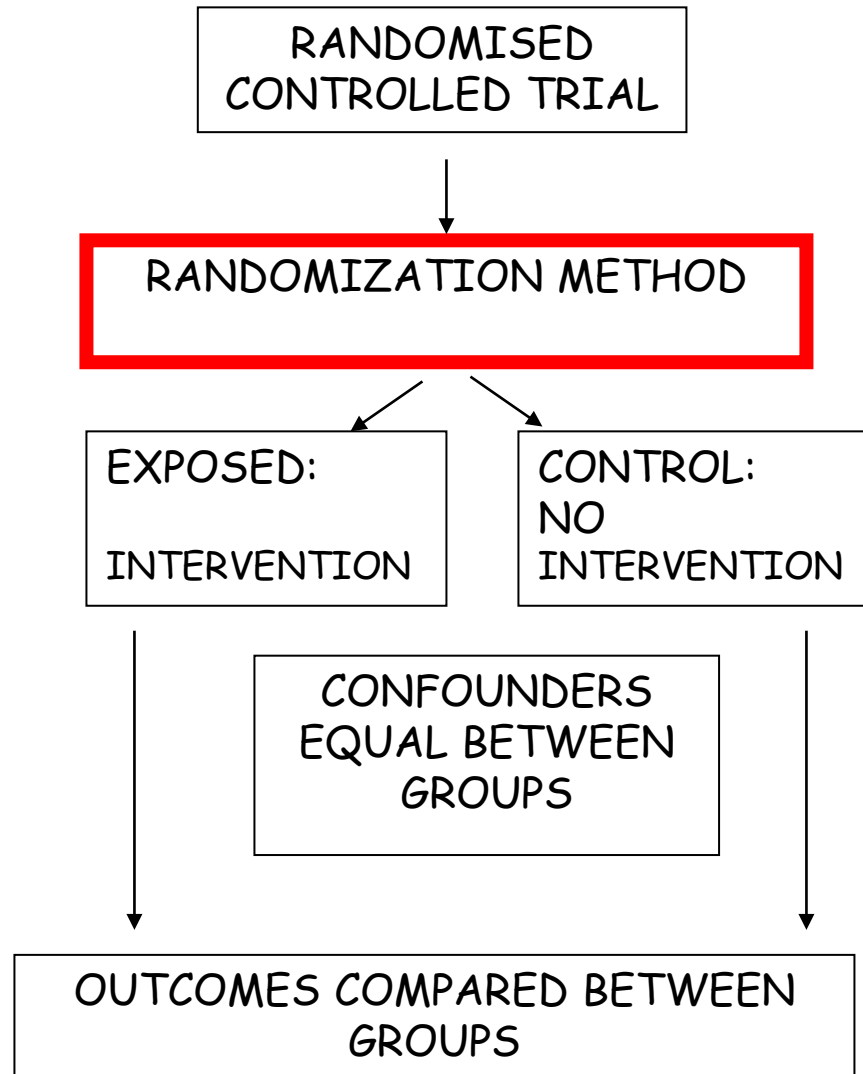 RANDOMISED
CONTROLLED TRIAL
RANDOMIZATION METHOD
EXPOSED:
INTERVENTION
CONTROL:
NO
INTERVENTION
CONFOUNDERS
EQUAL BETWEEN
GROUPS
OUTCOMES COMPARED BETWEEN
GROUPS